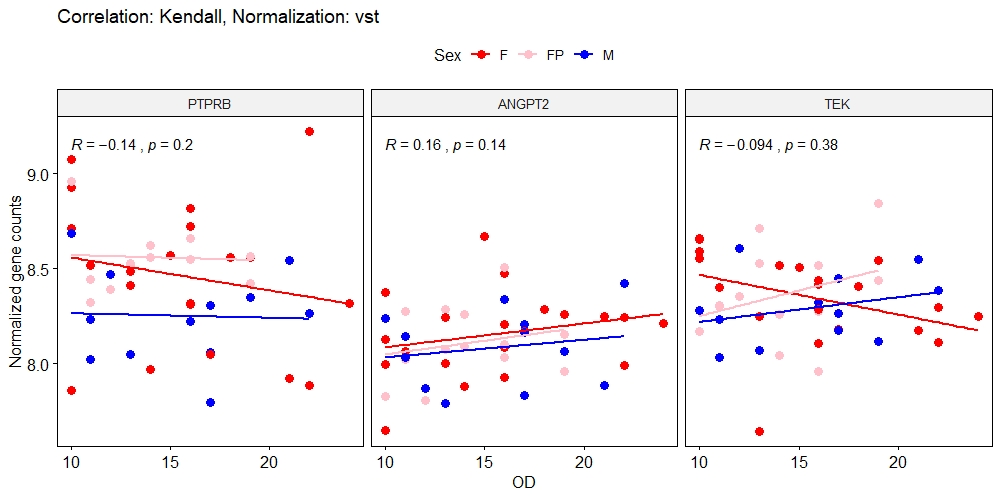 Correlation: Kendall, Normalization: vst
Sex F FP M
PTPRB ANGPT2 TEK
R = −0.14 , p = 0.2
R = 0.16 , p = 0.14
R = −0.094 , p = 0.38
Normalized gene counts
9.0
8.5
8.0
10 15 20 10 15 20 10 15 20
OD